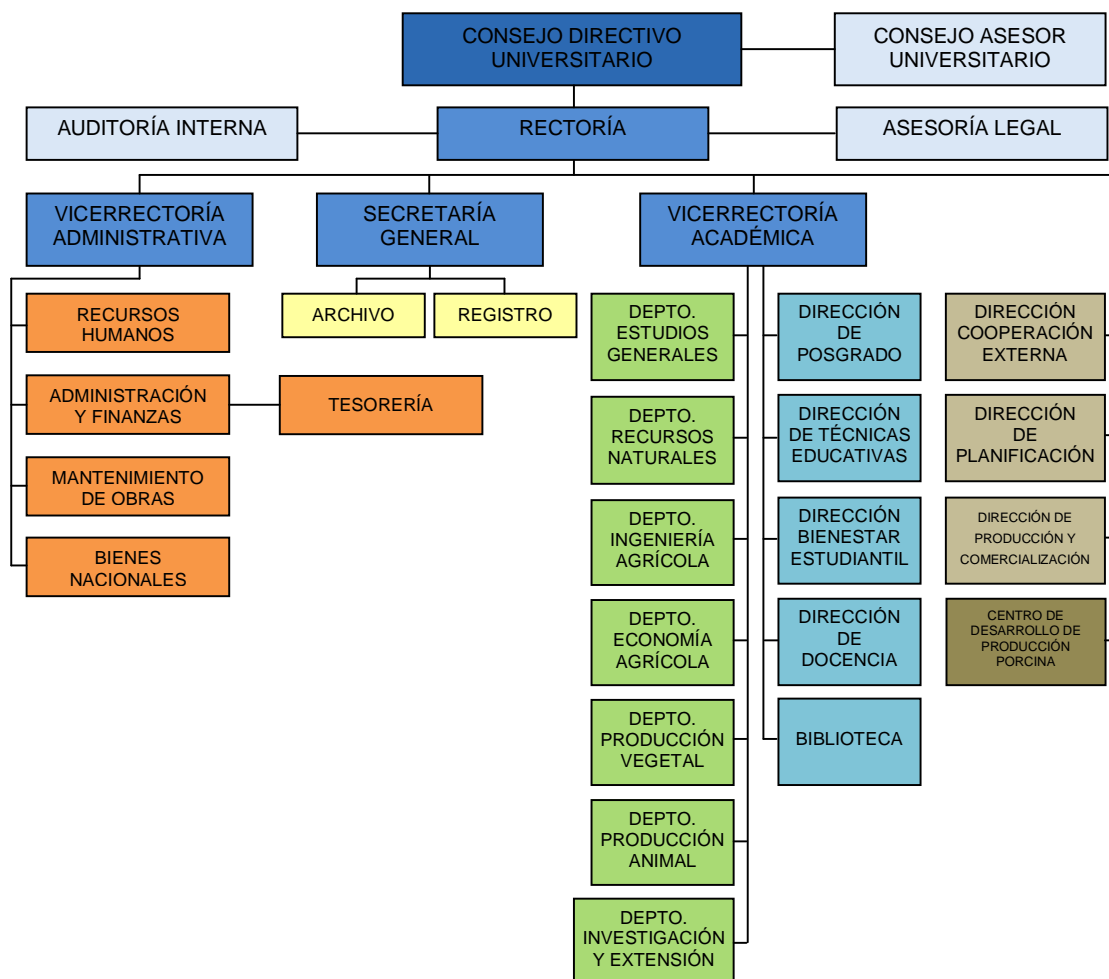 CONSEJO DIRECTIVO
UNIVERSITARIO
CONSEJO ASESOR
UNIVERSITARIO
AUDITORÍA INTERNA
RECTORÍA
ASESORÍA LEGAL
VICERRECTORÍA
ADMINISTRATIVA
SECRETARÍA
GENERAL
VICERRECTORÍA
ACADÉMICA
RECURSOS
HUMANOS
ADMINISTRACIÓN
Y FINANZAS
TESORERÍA
MANTENIMIENTO
DE OBRAS
BIENES
NACIONALES
ARCHIVO
REGISTRO
DEPTO.
ESTUDIOS
GENERALES
DEPTO.
RECURSOS
NATURALES
DEPTO.
INGENIERÍA
AGRÍCOLA
DEPTO.
ECONOMÍA
AGRÍCOLA
DEPTO.
PRODUCCIÓN
VEGETAL
DEPTO.
PRODUCCIÓN
ANIMAL
DEPTO.
INVESTIGACIÓN
Y EXTENSIÓN
DIRECCIÓN
DE
POSGRADO
DIRECCIÓN
DE TÉCNICAS
EDUCATIVAS
DIRECCIÓN
BIENESTAR
ESTUDIANTIL
DIRECCIÓN
DE
DOCENCIA
BIBLIOTECA
DIRECCIÓN
COOPERACIÓN
EXTERNA
DIRECCIÓN
DE
PLANIFICACIÓN
DIRECCIÓN DE
PRODUCCIÓN Y
COMERCIALIZACIÓN
CENTRO DE
DESARROLLO DE
PRODUCCIÓN
PORCINA